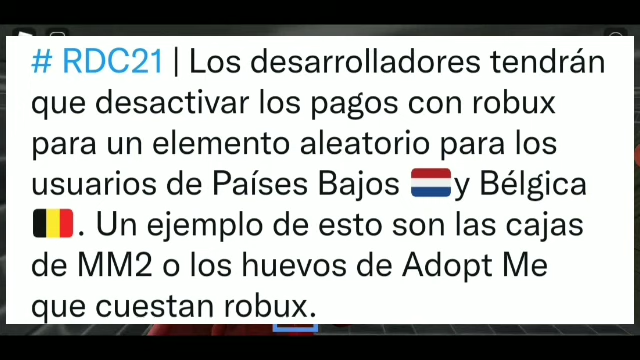 # RDC21 | Los desarrolladores tendrán
que desactivar los pagos con robux
para un elemento aleatorio para los
usuarios de Países Bajos 🇳🇱y Bélgica
🇧🇪. Un ejemplo de esto son las cajas
de MM2 o los huevos de Adopt Me
que cuestan robux.